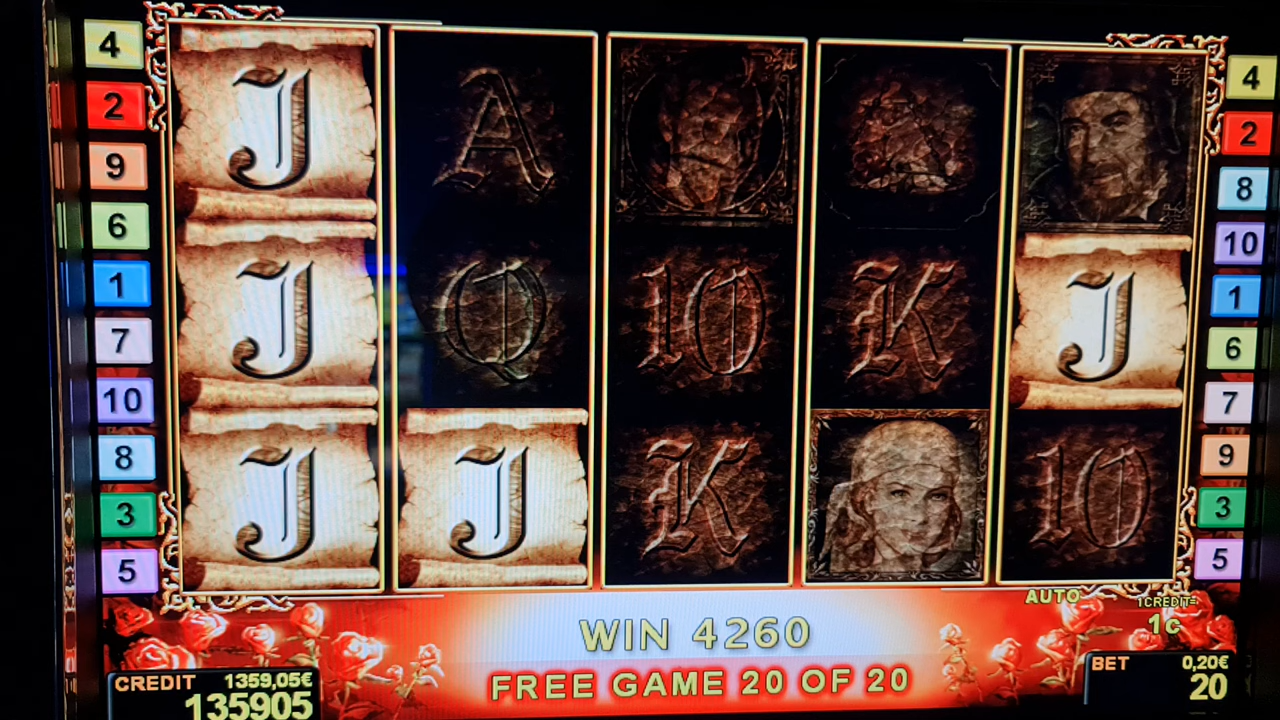 4
2
9
6
1
7
10
8
3
5
J A A
J Q 10 K J
J J K 10
4
2
8
10
1
6
7
9
3
5
AUTO
1CREDIT=
1c
WIN 4260
FREE GAME 20 OF 20
CREDIT 1359,05€
135905
BET 0,20€
20